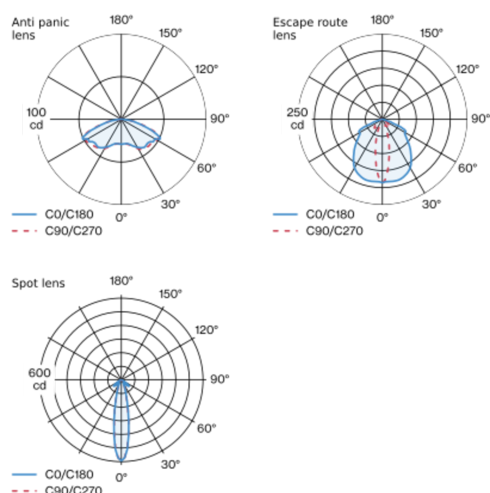 Anti panic
lens
180°
150°
120°
100
cd
90°
60°
30°
0°
C0/C180
C90/C270
Escape route
lens
180°
150°
120°
250
cd
90°
60°
30°
0°
C0/C180
C90/C270
Spot lens
180°
150°
120°
600
cd
90°
60°
30°
0°
C0/C180
C90/C270